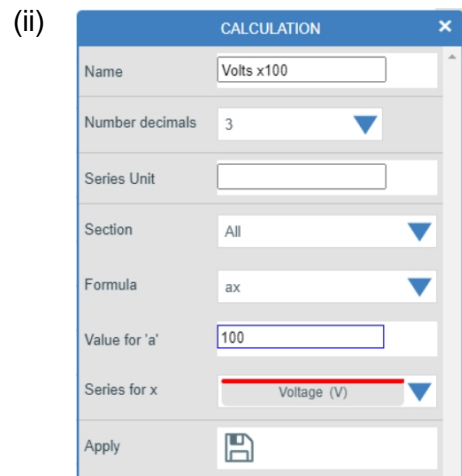 (ii)
CALCULATION ×
Name Volts x100
Number decimals 3
Series Unit
Section All
Formula ax
Value for 'a' 100
Series for x Voltage (V)
Apply